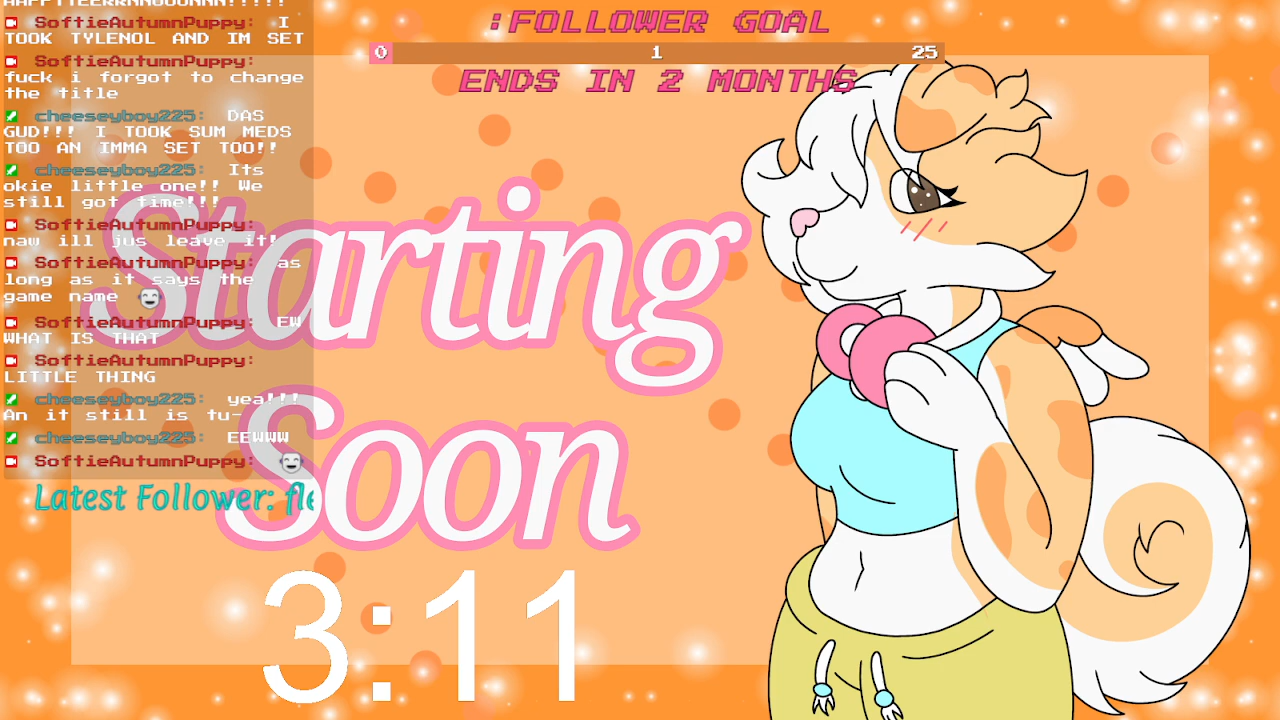 HAPPYTEERRNNOUUNNN!!!!!
SoftieAutumnPuppy: I
TOOK TYLENOL AND IM SET
SoftieAutumnPuppy:
fuck i forgot to change
the title
cheeseyboy225: DAS
GUD!!! I TOOK SUM MEDS
TOO AN IMMA SET TOO!!
cheeseyboy225: Its
okie little one!! We
still got time!!!
SoftieAutumnPuppy:
naw ill jus leave it!
SoftieAutumnPuppy: as
long as it says the
game name
SoftieAutumnPuppy: EW
WHAT IS THAT
SoftieAutumnPuppy:
LITTLE THING
cheeseyboy225: yea!!!
An it still is tu-
cheeseyboy225: EEWWW
SoftieAutumnPuppy:
Latest Follower: fle
:FOLLOWER GOAL
0 1 25
ENDS IN 2 MONTHS
Starting
Soon
3:11